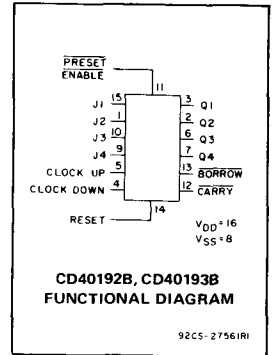 PRESET
ENABLE
11
J1 15 3 Q1
J2 1 2 Q2
J3 10 6 Q3
J4 9 7 Q4
CLOCK UP 5 13 BORROW
CLOCK DOWN 4 12 CARRY
RESET 14
VDD=16
VSS=8
CD40192B, CD40193B
FUNCTIONAL DIAGRAM
92CS-27561R1